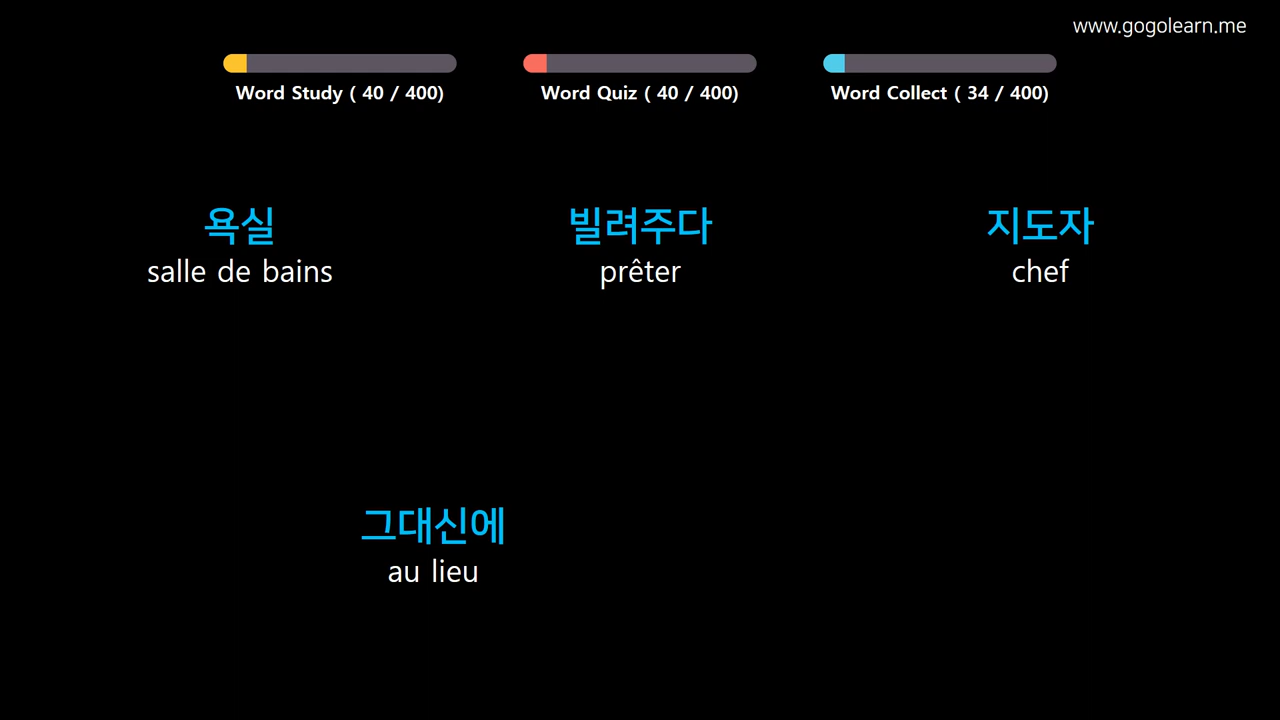 www.gogolearn.me
Word Study ( 40 / 400)
Word Quiz ( 40 / 400)
Word Collect ( 34 / 400)
욕실
salle de bains
빌려주다
prêter
지도자
chef
그대신에
au lieu